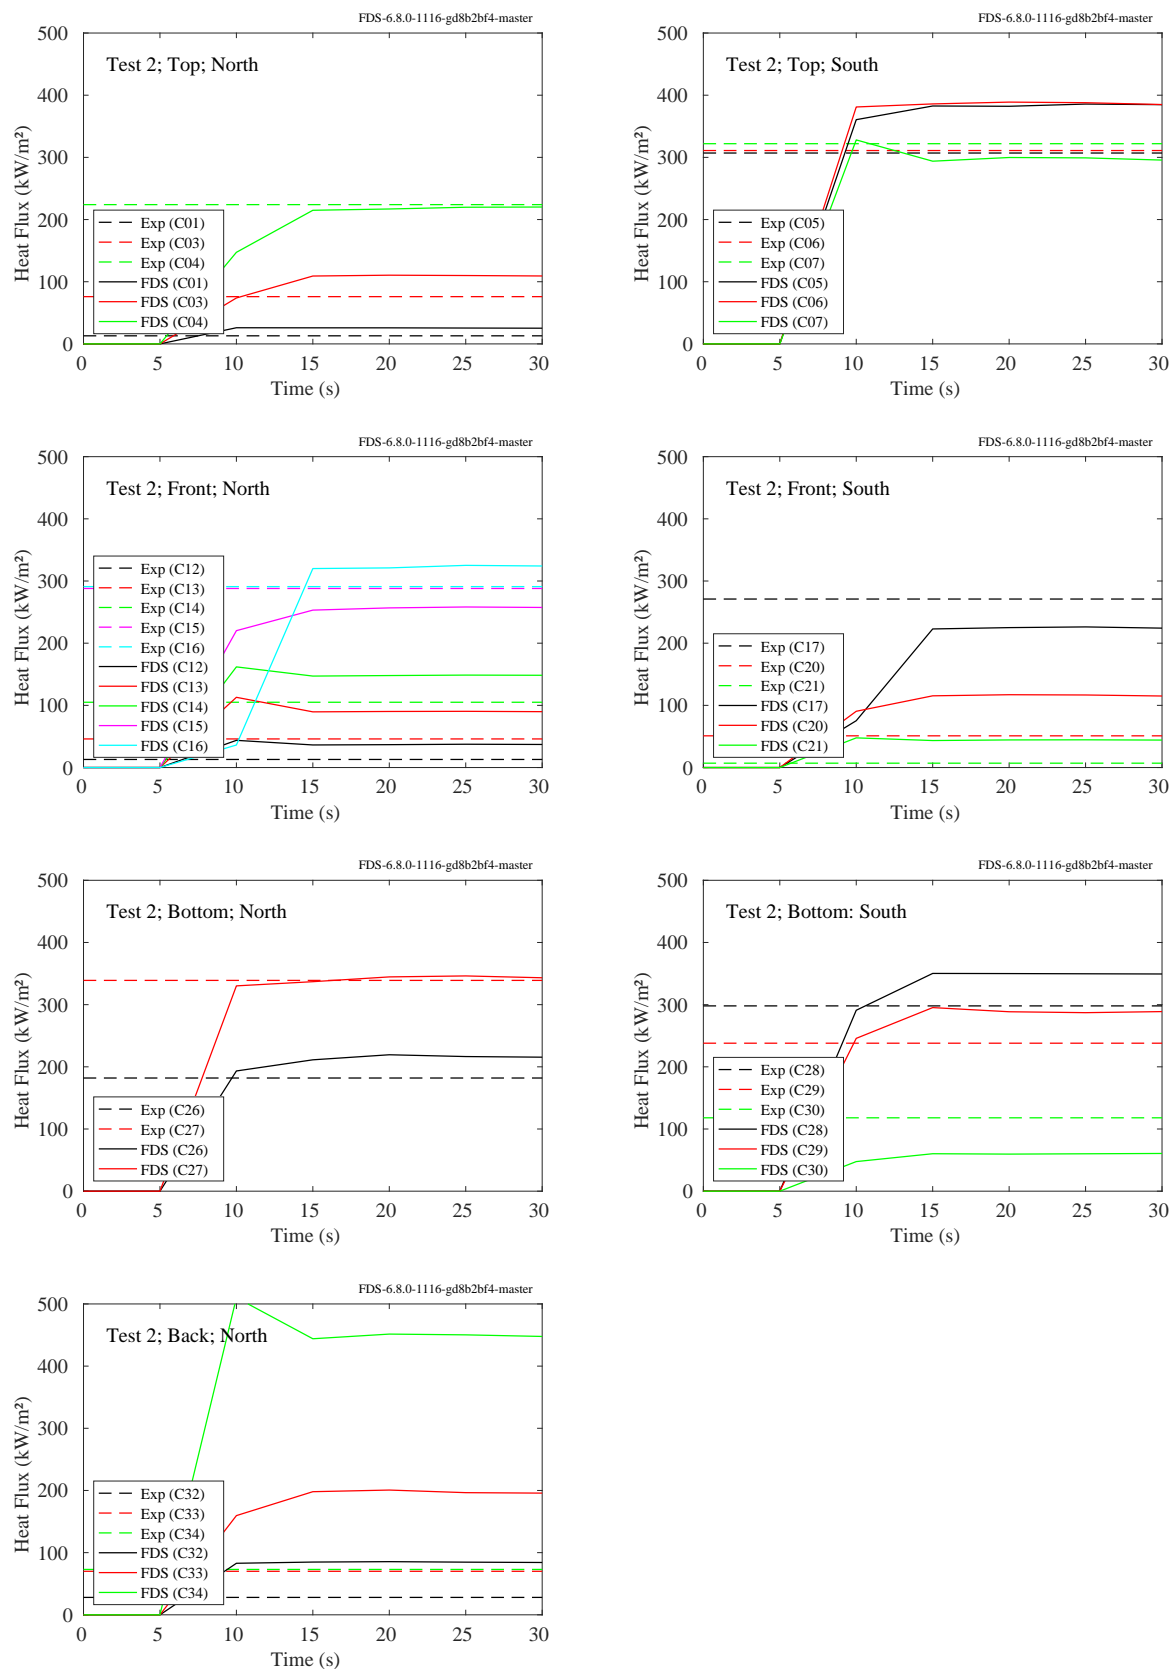 FDS-6.8.0-1116-gd8b2bf4-master
Test 2; Top; North
Heat Flux (kW/m²)
500
400
300
200
100
0
Exp (C01)
Exp (C03)
Exp (C04)
FDS (C01)
FDS (C03)
FDS (C04)
0 5 10 15 20 25 30
Time (s)
FDS-6.8.0-1116-gd8b2bf4-master
Test 2; Top; South
Heat Flux (kW/m²)
500
400
300
200
100
0
Exp (C05)
Exp (C06)
Exp (C07)
FDS (C05)
FDS (C06)
FDS (C07)
0 5 10 15 20 25 30
Time (s)
FDS-6.8.0-1116-gd8b2bf4-master
Test 2; Front; North
Heat Flux (kW/m²)
500
400
300
200
100
0
Exp (C12)
Exp (C13)
Exp (C14)
Exp (C15)
Exp (C16)
FDS (C12)
FDS (C13)
FDS (C14)
FDS (C15)
FDS (C16)
0 5 10 15 20 25 30
Time (s)
FDS-6.8.0-1116-gd8b2bf4-master
Test 2; Front; South
Heat Flux (kW/m²)
500
400
300
200
100
0
Exp (C17)
Exp (C20)
Exp (C21)
FDS (C17)
FDS (C20)
FDS (C21)
0 5 10 15 20 25 30
Time (s)
FDS-6.8.0-1116-gd8b2bf4-master
Test 2; Bottom; North
Heat Flux (kW/m²)
500
400
300
200
100
0
Exp (C26)
Exp (C27)
FDS (C26)
FDS (C27)
0 5 10 15 20 25 30
Time (s)
FDS-6.8.0-1116-gd8b2bf4-master
Test 2; Bottom: South
Heat Flux (kW/m²)
500
400
300
200
100
0
Exp (C28)
Exp (C29)
Exp (C30)
FDS (C28)
FDS (C29)
FDS (C30)
0 5 10 15 20 25 30
Time (s)
FDS-6.8.0-1116-gd8b2bf4-master
Test 2; Back; North
Heat Flux (kW/m²)
500
400
300
200
100
0
Exp (C32)
Exp (C33)
Exp (C34)
FDS (C32)
FDS (C33)
FDS (C34)
0 5 10 15 20 25 30
Time (s)